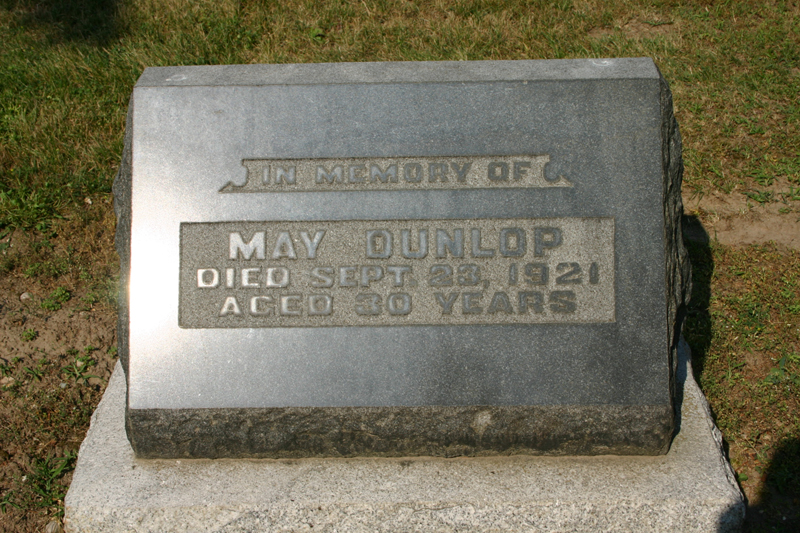 IN MEMORY OF
MAY DUNLOP
DIED SEPT. 23, 1921
AGED 30 YEARS